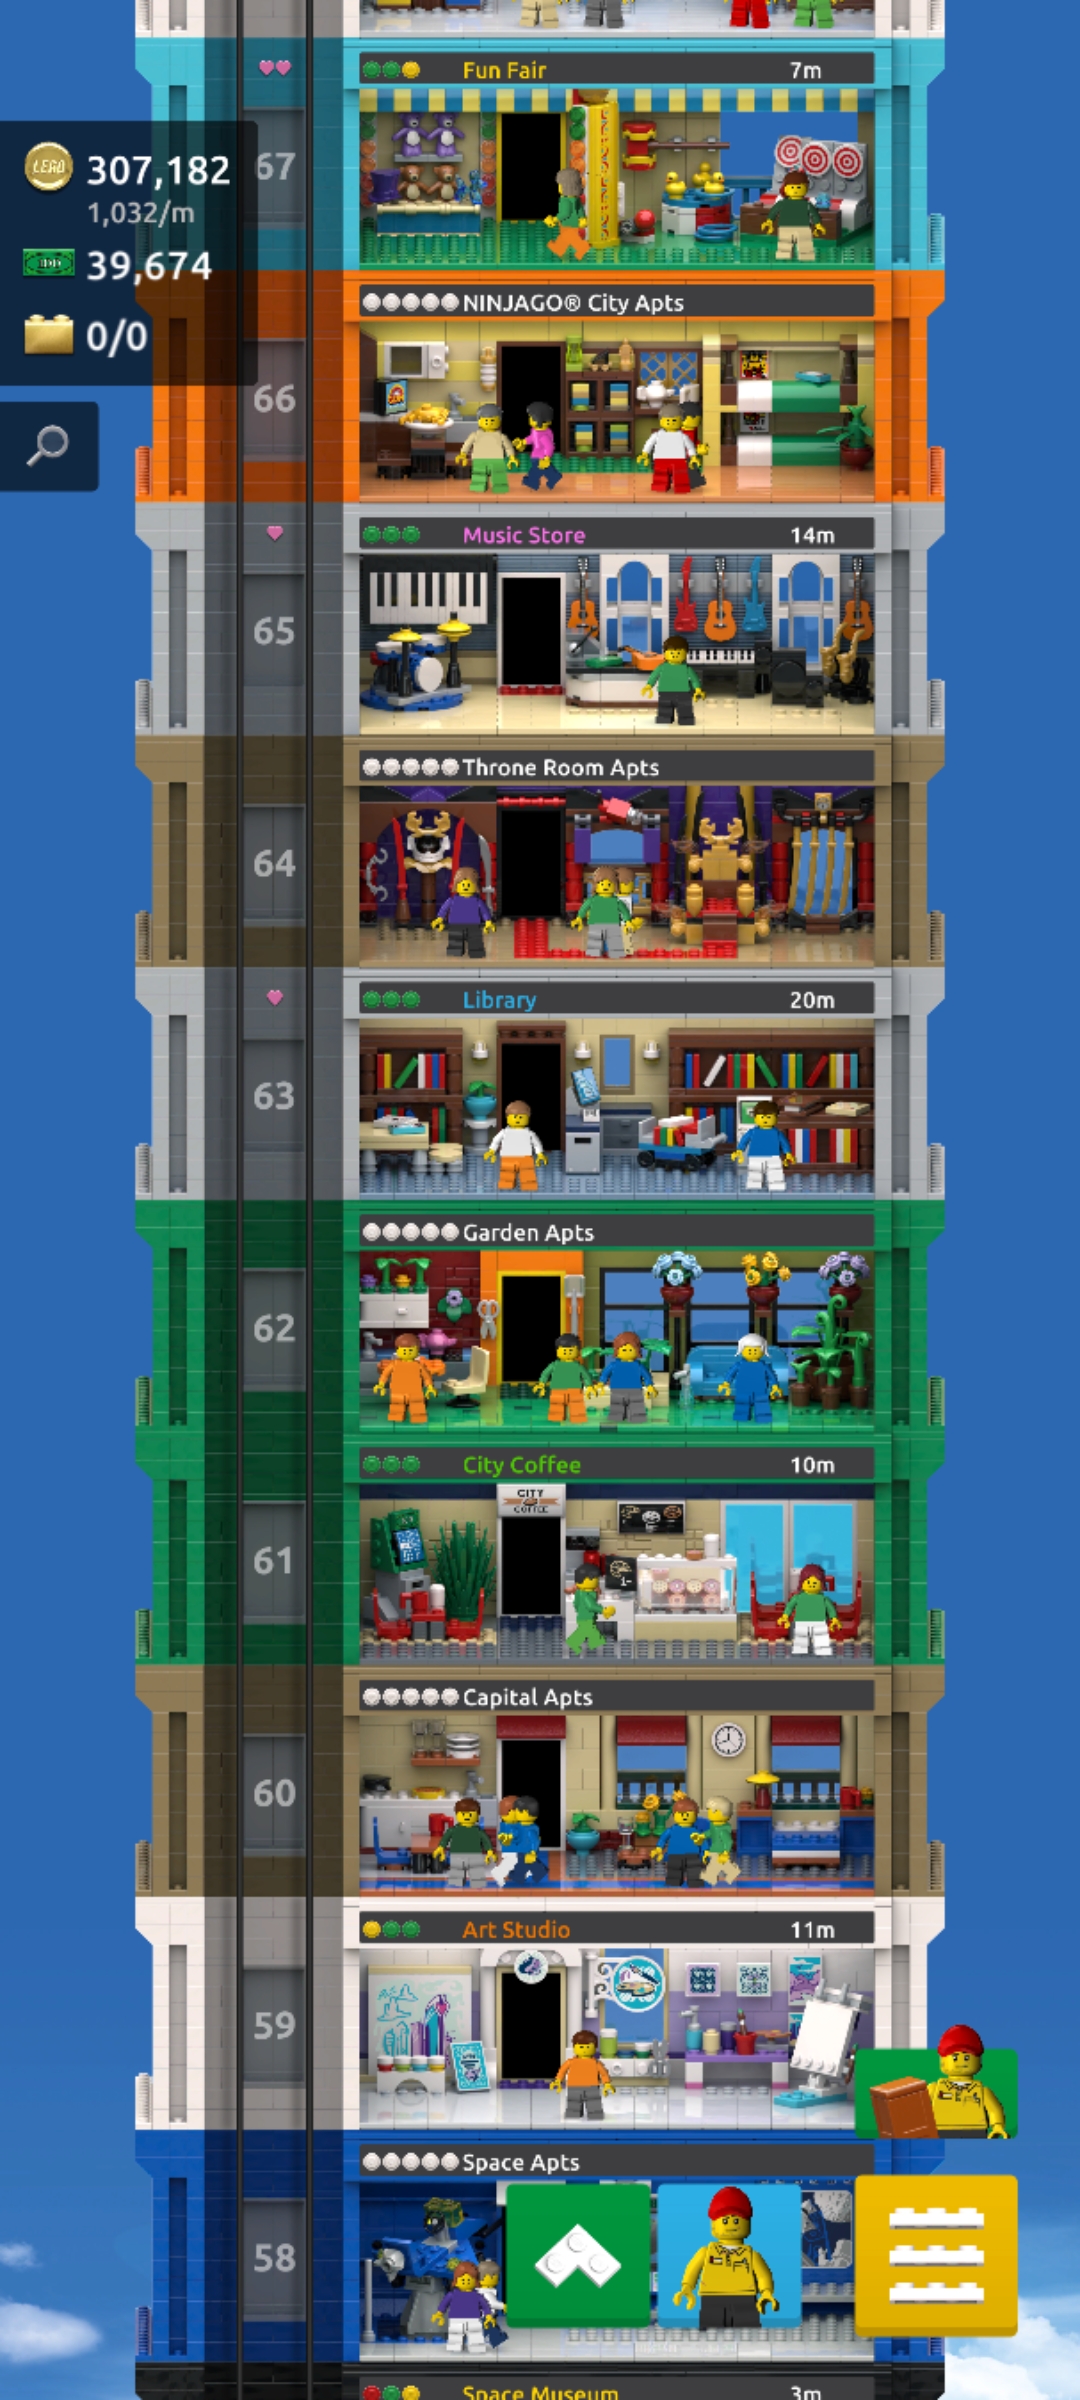 Fun Fair 7m
LEGO 307,182
67
1,032/m
39,674
NINJAGO® City Apts
0/0
66
Music Store 14m
65
Throne Room Apts
64
Library 20m
63
Garden Apts
62
City Coffee 10m
CITY
COFFEE
61
Capital Apts
60
Art Studio 11m
59
Space Apts
58
Space Museum 3m